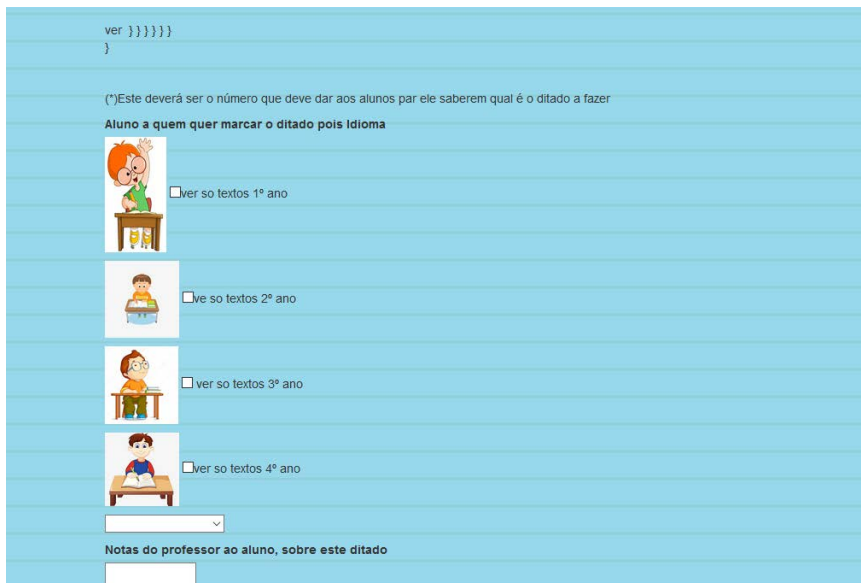 ver } } } } } }
}
(*)Este deverá ser o número que deve dar aos alunos par ele saberem qual é o ditado a fazer
Aluno a quem quer marcar o ditado pois Idioma
ver so textos 1º ano
ve so textos 2º ano
ver so textos 3º ano
ver so textos 4º ano
Notas do professor ao aluno, sobre este ditado